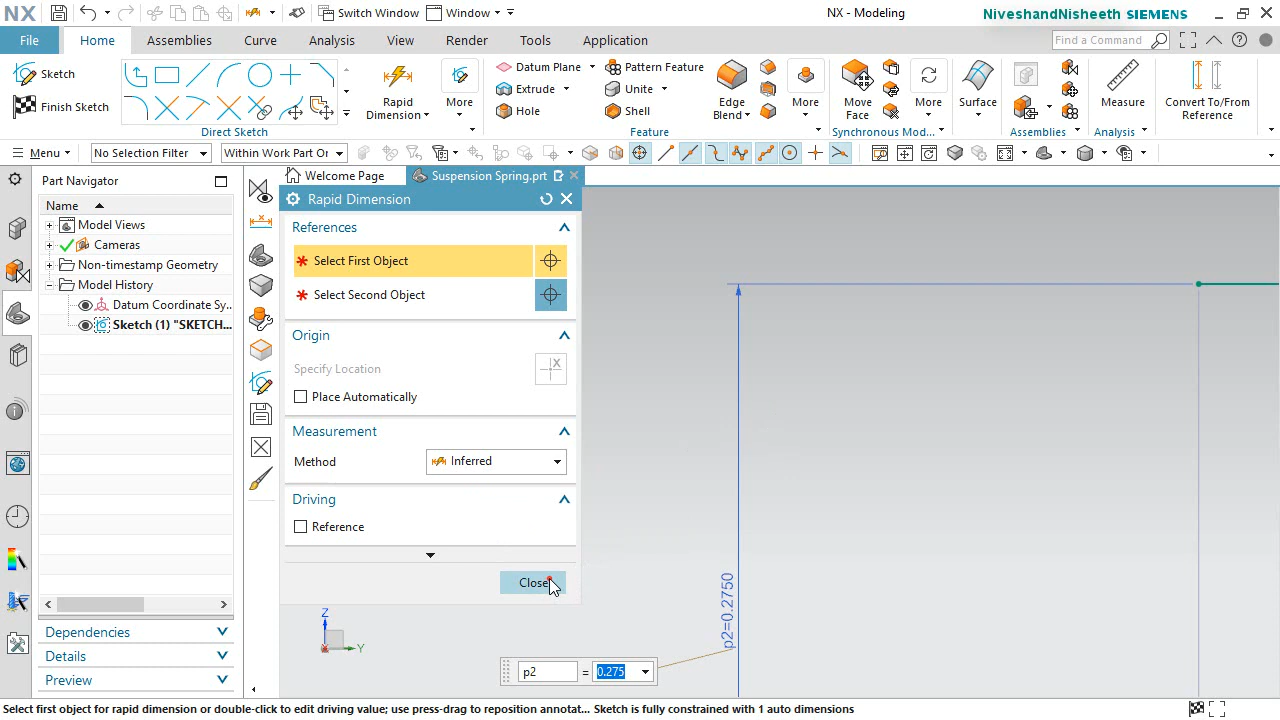 NX
Switch Window
Window
NX - Modeling
NiveshandNisheeth SIEMENS
File
Home
Assemblies
Curve
Analysis
View
Render
Tools
Application
Find a Command
Sketch
Finish Sketch
Rapid
Dimension
More
Direct Sketch
Datum Plane
Extrude
Hole
Pattern Feature
Unite
Shell
Edge
Blend
More
Feature
Move
Face
More
Synchronous Mod...
Surface
Assemblies
Measure
Analysis
Convert To/From
Reference
Menu
No Selection Filter
Within Work Part On
Part Navigator
Name
Model Views
Cameras
Non-timestamp Geometry
Model History
Datum Coordinate Sy...
Sketch (1) "SKETCH...
Dependencies
Details
Preview
Welcome Page
Suspension Spring.prt
Rapid Dimension
References
* Select First Object
* Select Second Object
Origin
Specify Location
X
Place Automatically
Measurement
Method
Inferred
Driving
Reference
Close
p2=0.2750
Z
Y
p2
=
0.275
Select first object for rapid dimension or double-click to edit driving value; use press-drag to reposition annotat... Sketch is fully constrained with 1 auto dimensions